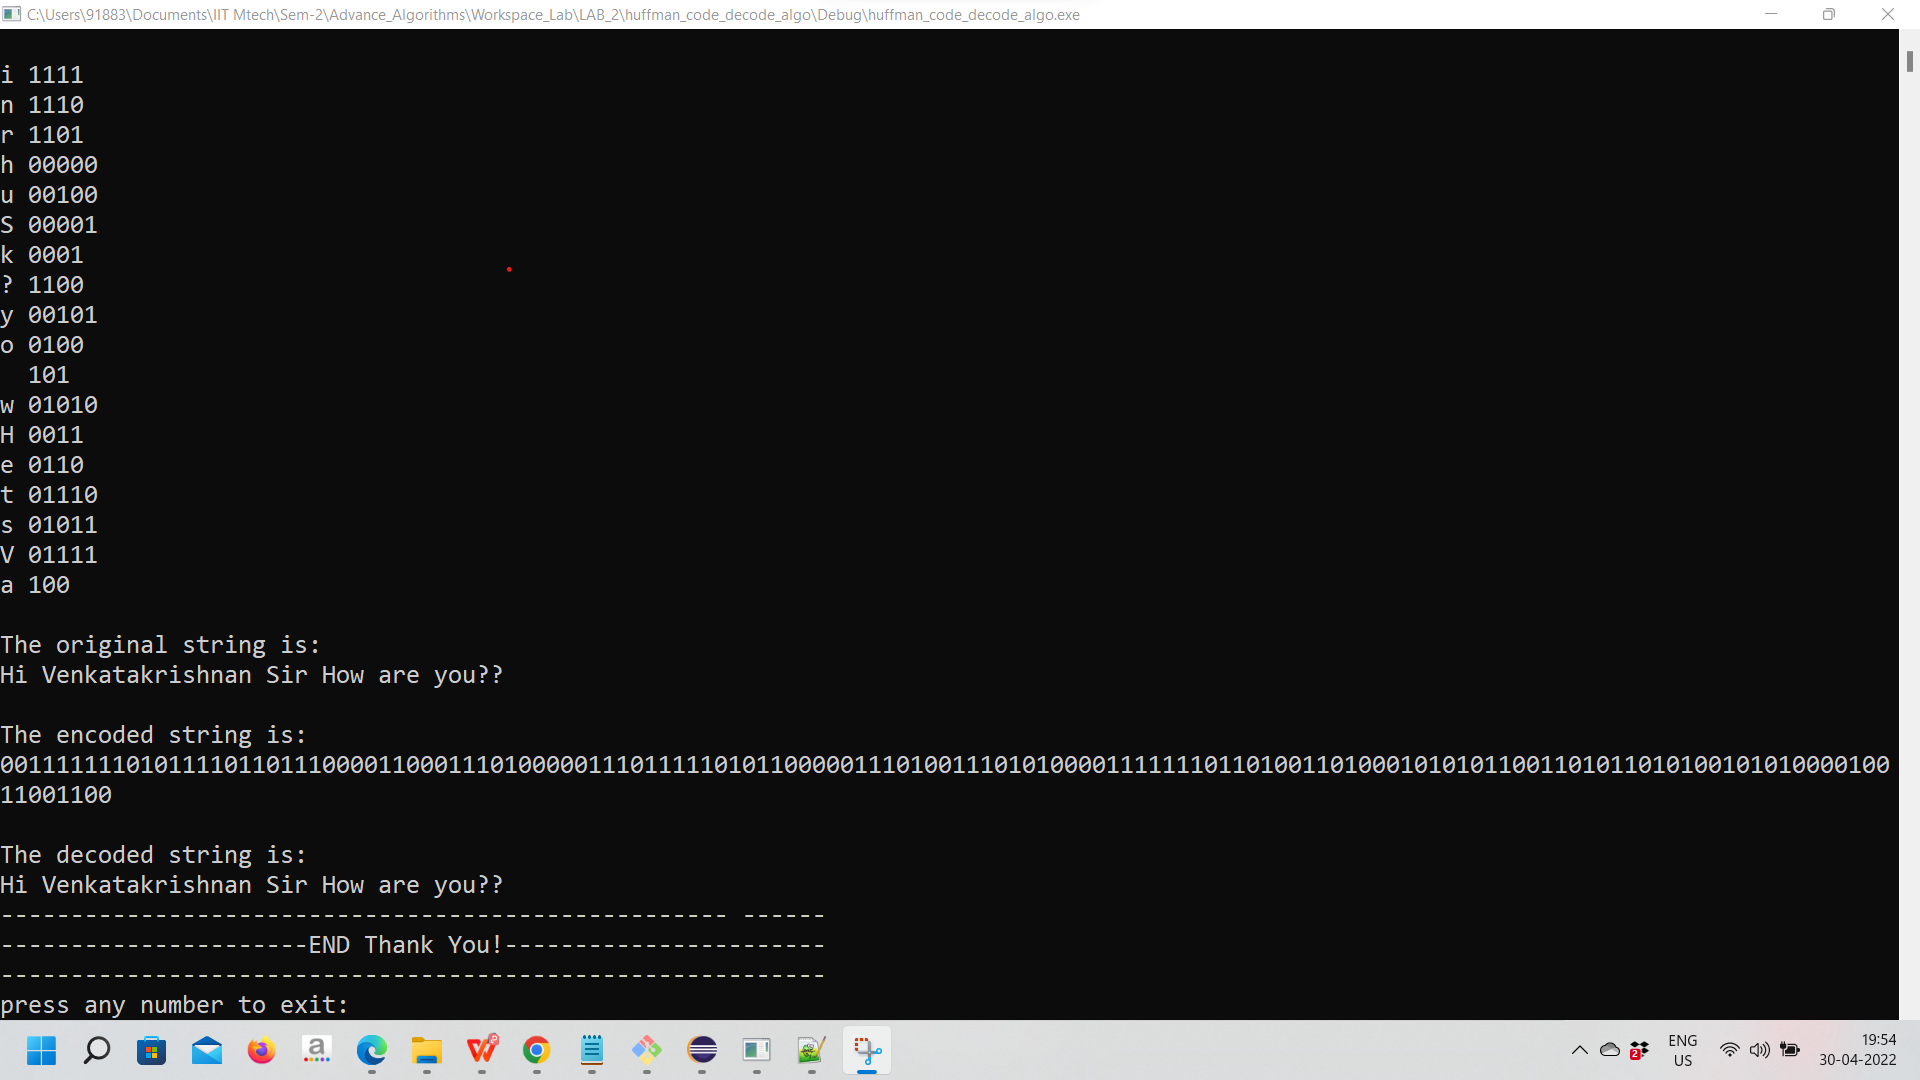 C:\Users\91883\Documents\IIT Mtech\Sem-2\Advance_Algorithms\Workspace_Lab\LAB_2\huffman_code_decode_algo\Debug\huffman_code_decode_algo.exe
i 1111
n 1110
r 1101
h 00000
u 00100
S 00001
k 0001
? 1100
y 00101
o 0100
  101
w 01010
H 0011
e 0110
t 01110
s 01011
V 01111
a 100
The original string is:
Hi Venkatakrishnan Sir How are you??
The encoded string is:
001111111010111101101110000110001110100000111011111010110000011101001110101000011111110110100110100010101011001101011010100101010000100
11001100
The decoded string is:
Hi Venkatakrishnan Sir How are you??
---------------------------------------------------- ------
----------------------END Thank You!-----------------------
-----------------------------------------------------------
press any number to exit:
ENG
US
19:54
30-04-2022